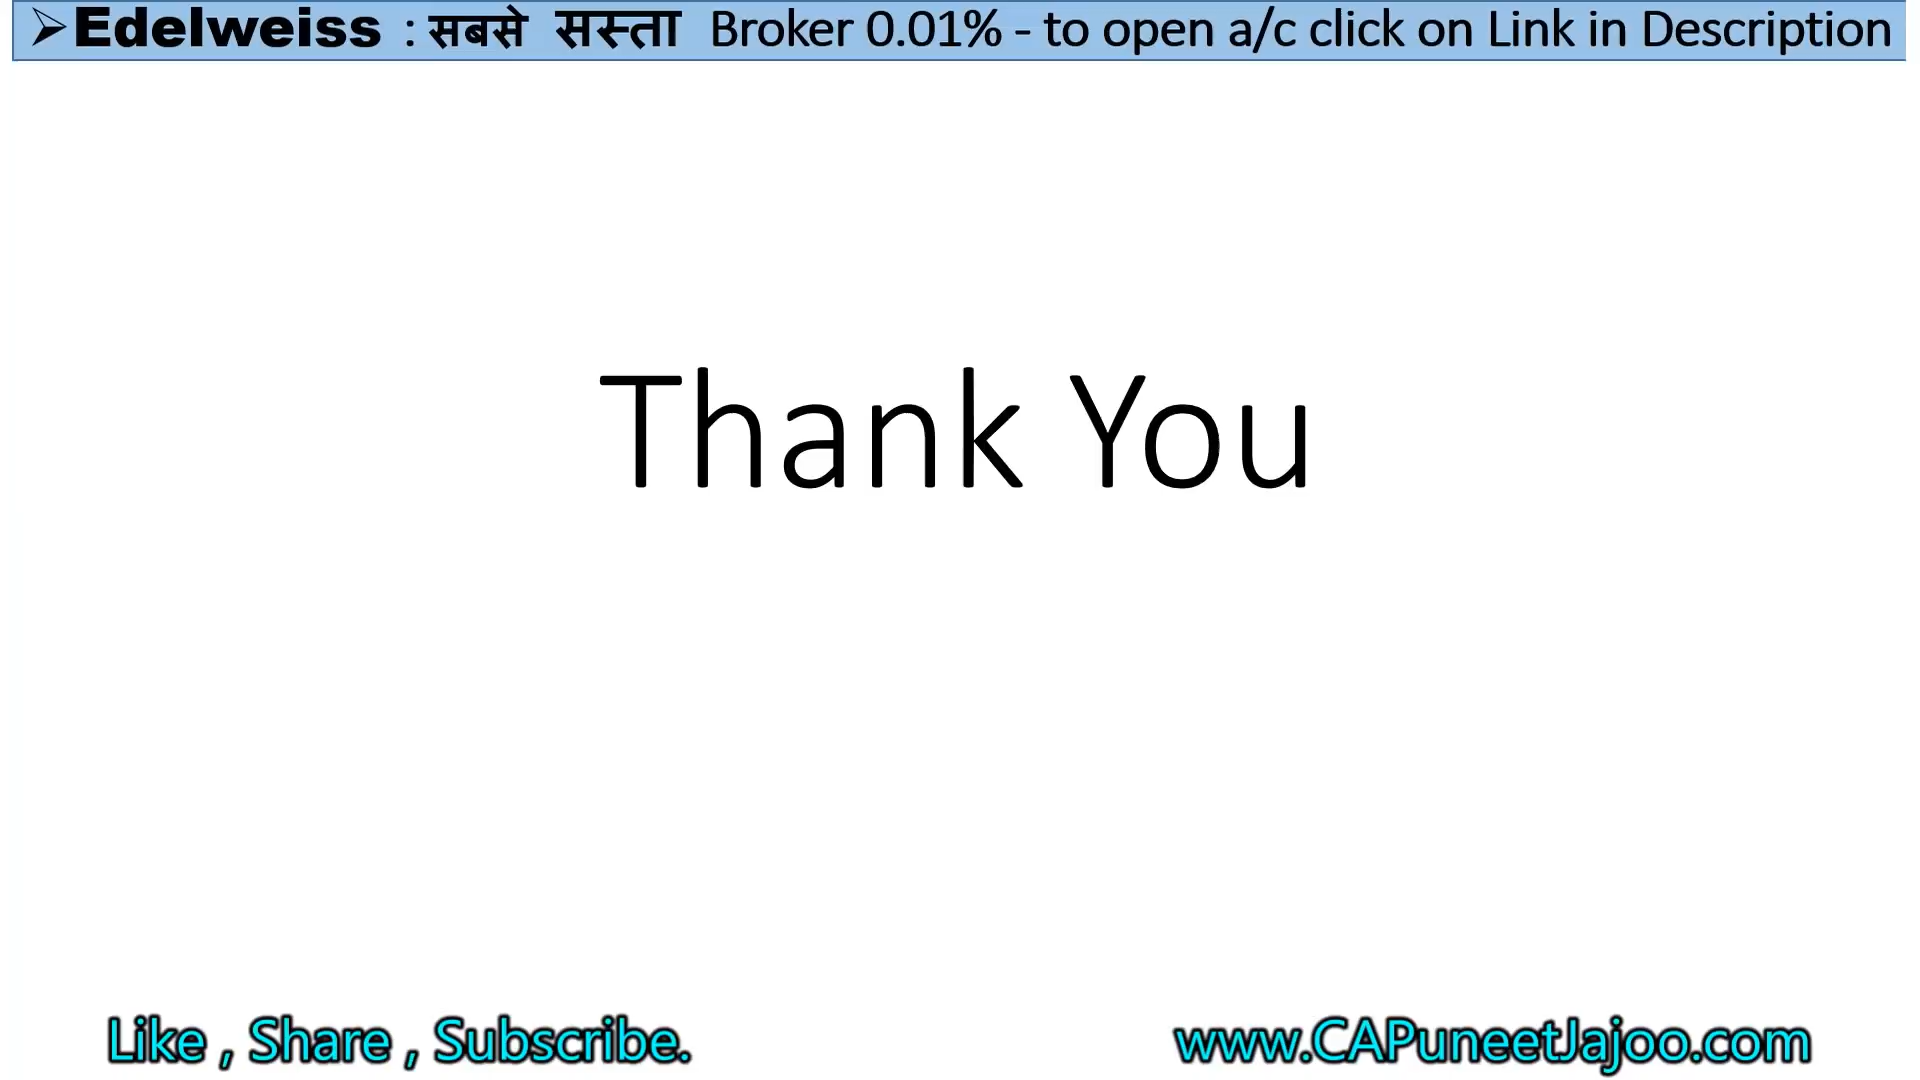 ➢Edelweiss : सबसे सस्ता Broker 0.01% - to open a/c click on Link in Description
Thank You
Like , Share , Subscribe.
www.CAPuneetJajoo.com